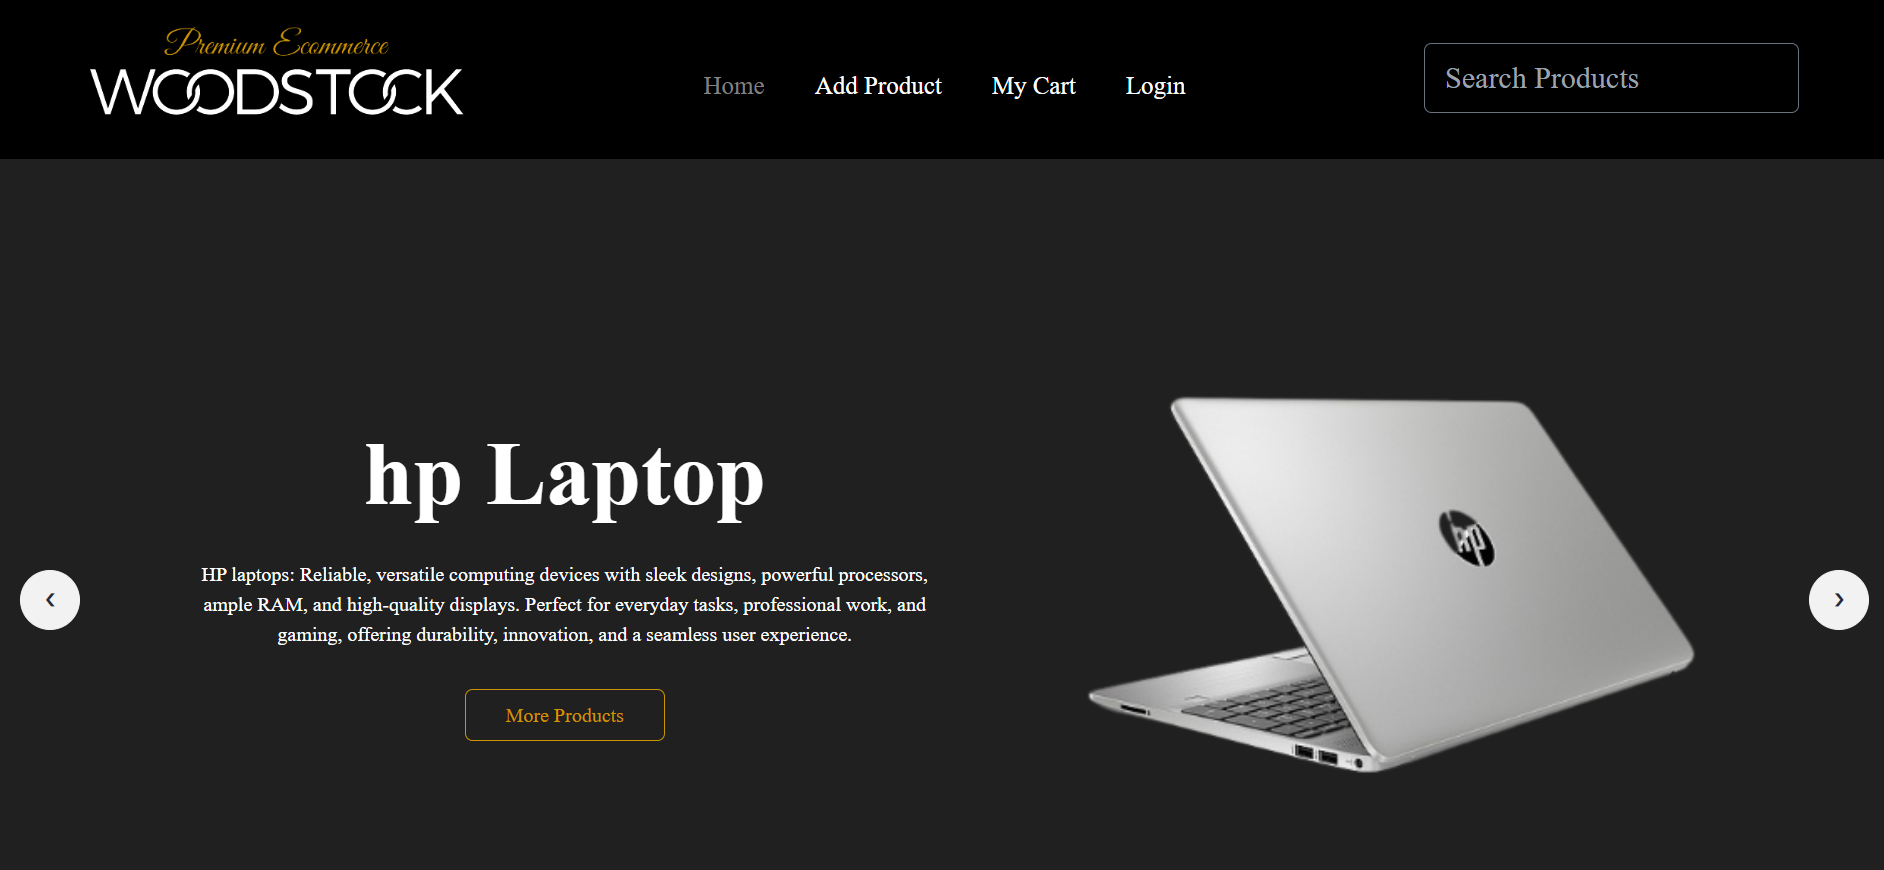 Premium Ecommerce
WOODSTOCK
Home
Add Product
My Cart
Login
Search Products
hp Laptop
HP laptops: Reliable, versatile computing devices with sleek designs, powerful processors,
ample RAM, and high-quality displays. Perfect for everyday tasks, professional work, and
gaming, offering durability, innovation, and a seamless user experience.
More Products
hp